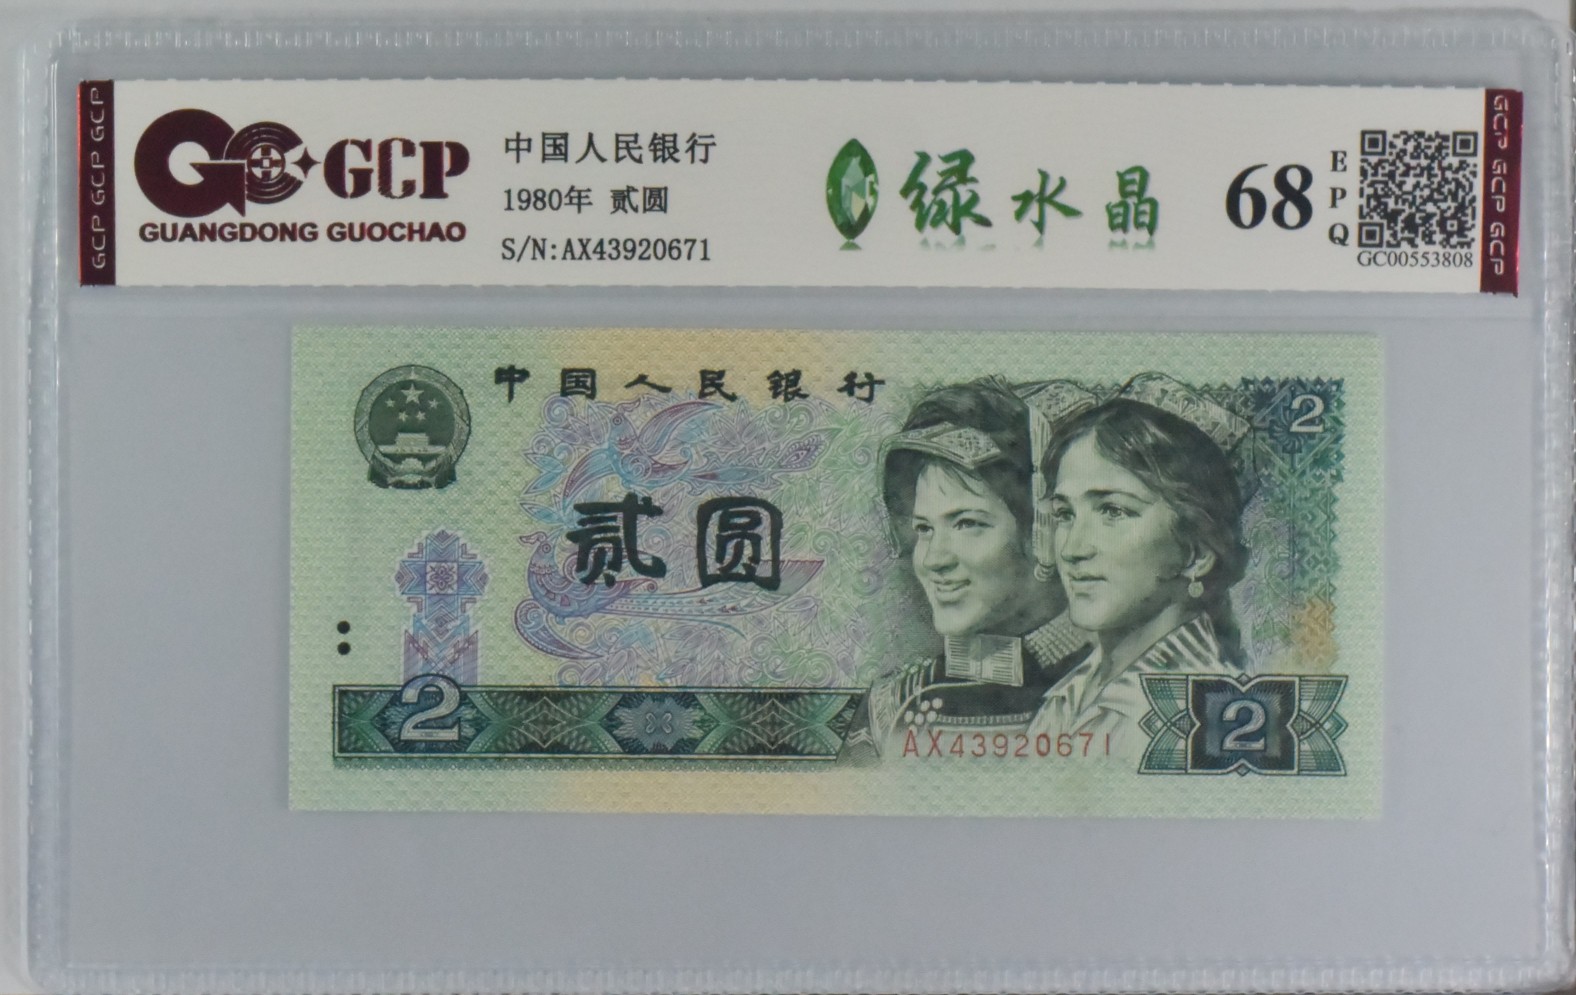 GCP GCP GCP
GCP
GUANGDONG GUOCHAO
中国人民银行
1980年 贰圆
S/N:AX43920671
绿水晶
68
EPQ
GC00553808
GCP GCP GCP
中国人民银行
2
贰圆
2
AX43920671
2